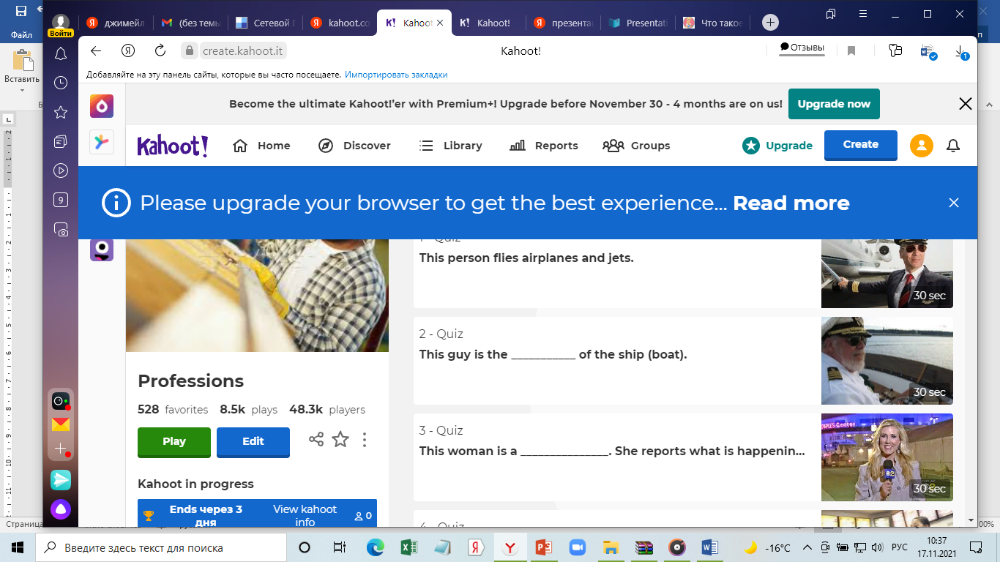 Файл
Вставить
Войти
джимейл
(без темы
Сетевой Г
kahoot.co
Kahoot
Kahoot!
презента
Presentati
Что такое
create.kahoot.it
Kahoot!
Отзывы
1
Добавляйте на эту панель сайты, которые вы часто посещаете. Импортировать закладки
Become the ultimate Kahoot!'er with Premium+! Upgrade before November 30 - 4 months are on us!
Upgrade now
Kahoot!
Home
Discover
Library
Reports
Groups
Upgrade
Create
Please upgrade your browser to get the best experience... Read more
9
Professions
528 favorites 8.5k plays 48.3k players
Play
Edit
Kahoot in progress
Ends через 3 дня
View kahoot info
0
1 - Quiz
This person flies airplanes and jets.
30 sec
2 - Quiz
This guy is the ___________ of the ship (boat).
30 sec
3 - Quiz
This woman is a _______________. She reports what is happenin...
30 sec
4 - Quiz
Страница
00%
Введите здесь текст для поиска
-16°C
РУС
10:37
17.11.2021